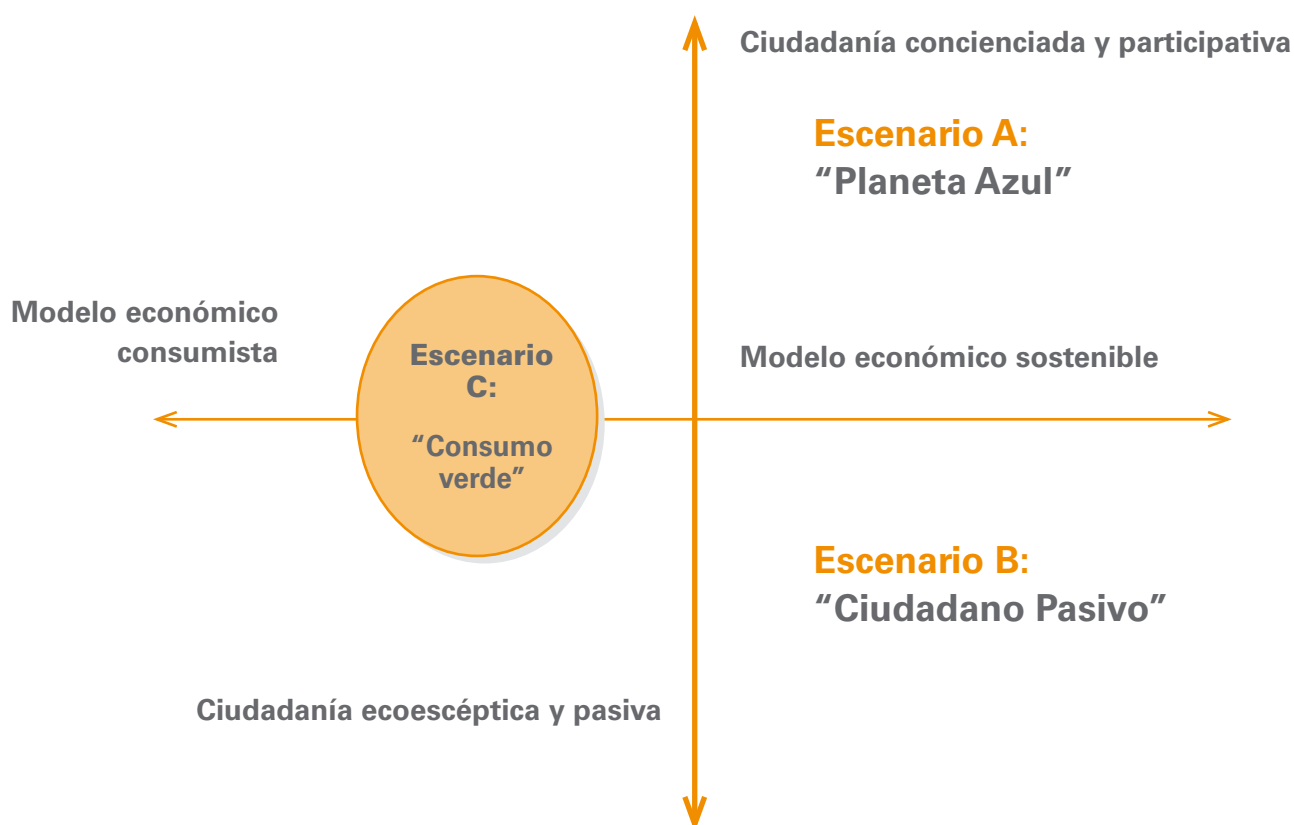 Ciudadanía concienciada y participativa
Escenario A:
“Planeta Azul”
Modelo económico
consumista
Escenario
C:
“Consumo
verde”
Modelo económico sostenible
Escenario B:
“Ciudadano Pasivo”
Ciudadanía ecoescéptica y pasiva